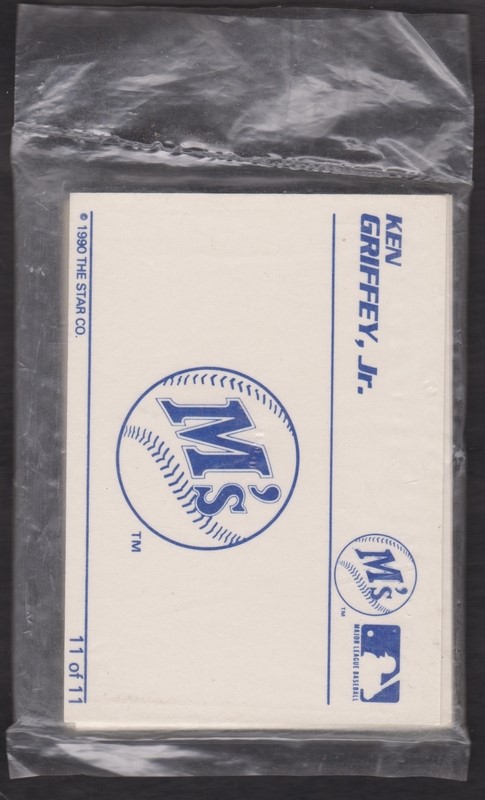 KEN
GRIFFEY, Jr.
M's
TM
MAJOR LEAGUE BASEBALL
M's
TM
© 1990 THE STAR CO.
11 of 11